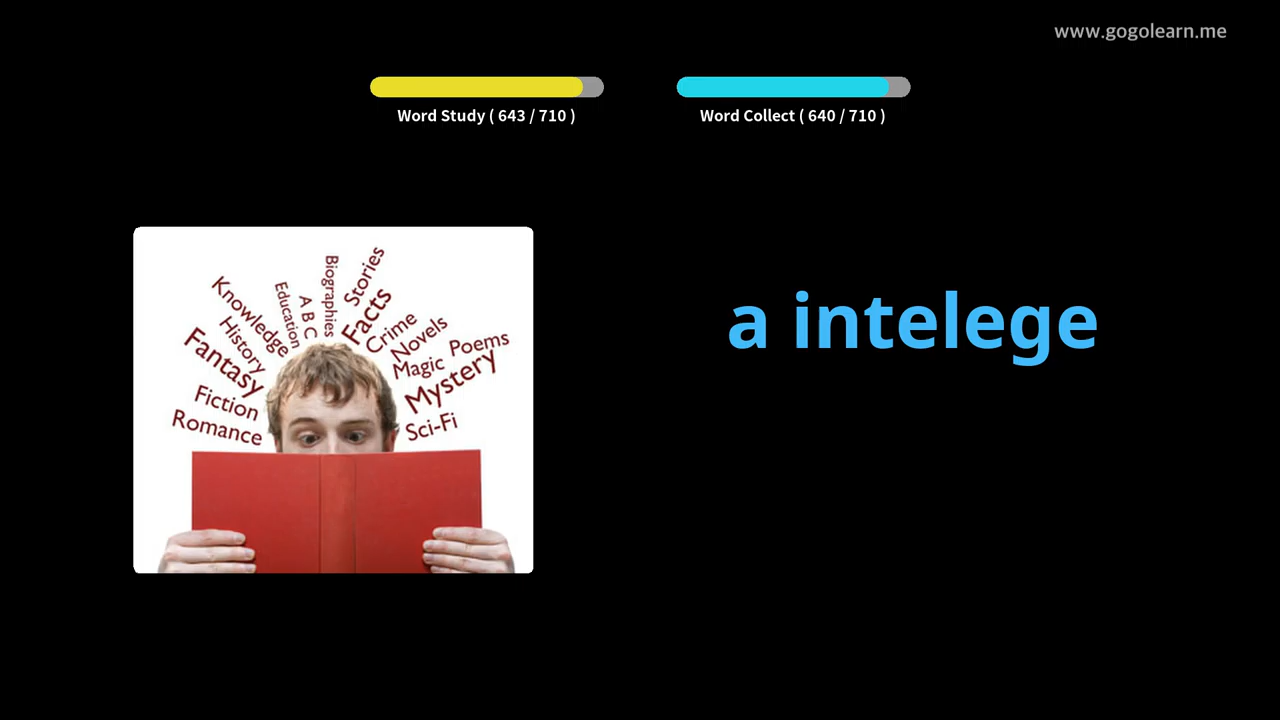 www.gogolearn.me
Word Study ( 643 / 710 )
Word Collect ( 640 / 710 )
a intelege
Knowledge
History
Fantasy
Fiction
Romance
Education
A B C
Biographies
Stories
Facts
Crime
Novels
Magic
Poems
Mystery
Sci-Fi